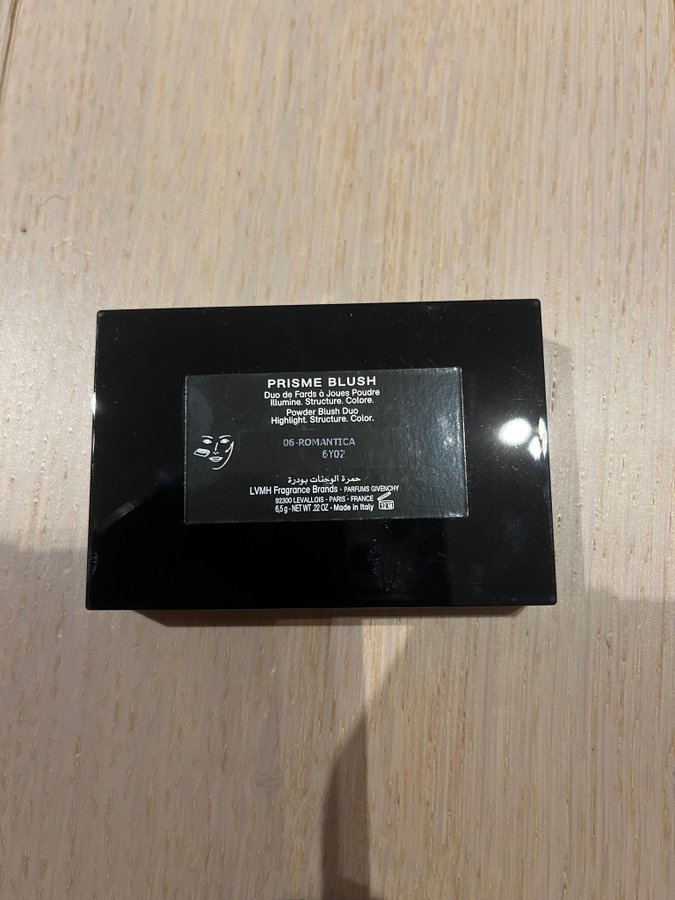 PRISME BLUSH
Duo de Fards à Joues Poudre
Illumine. Structure. Colore.
Powder Blush Duo
Highlight. Structure. Color.
06-ROMANTICA
6Y02
حمرة الوجنات بودرة
LVMH Fragrance Brands - PARFUMS GIVENCHY
92300 LEVALLOIS - PARIS - FRANCE
6,5 g - NET WT .22 OZ - Made in Italy 12 M